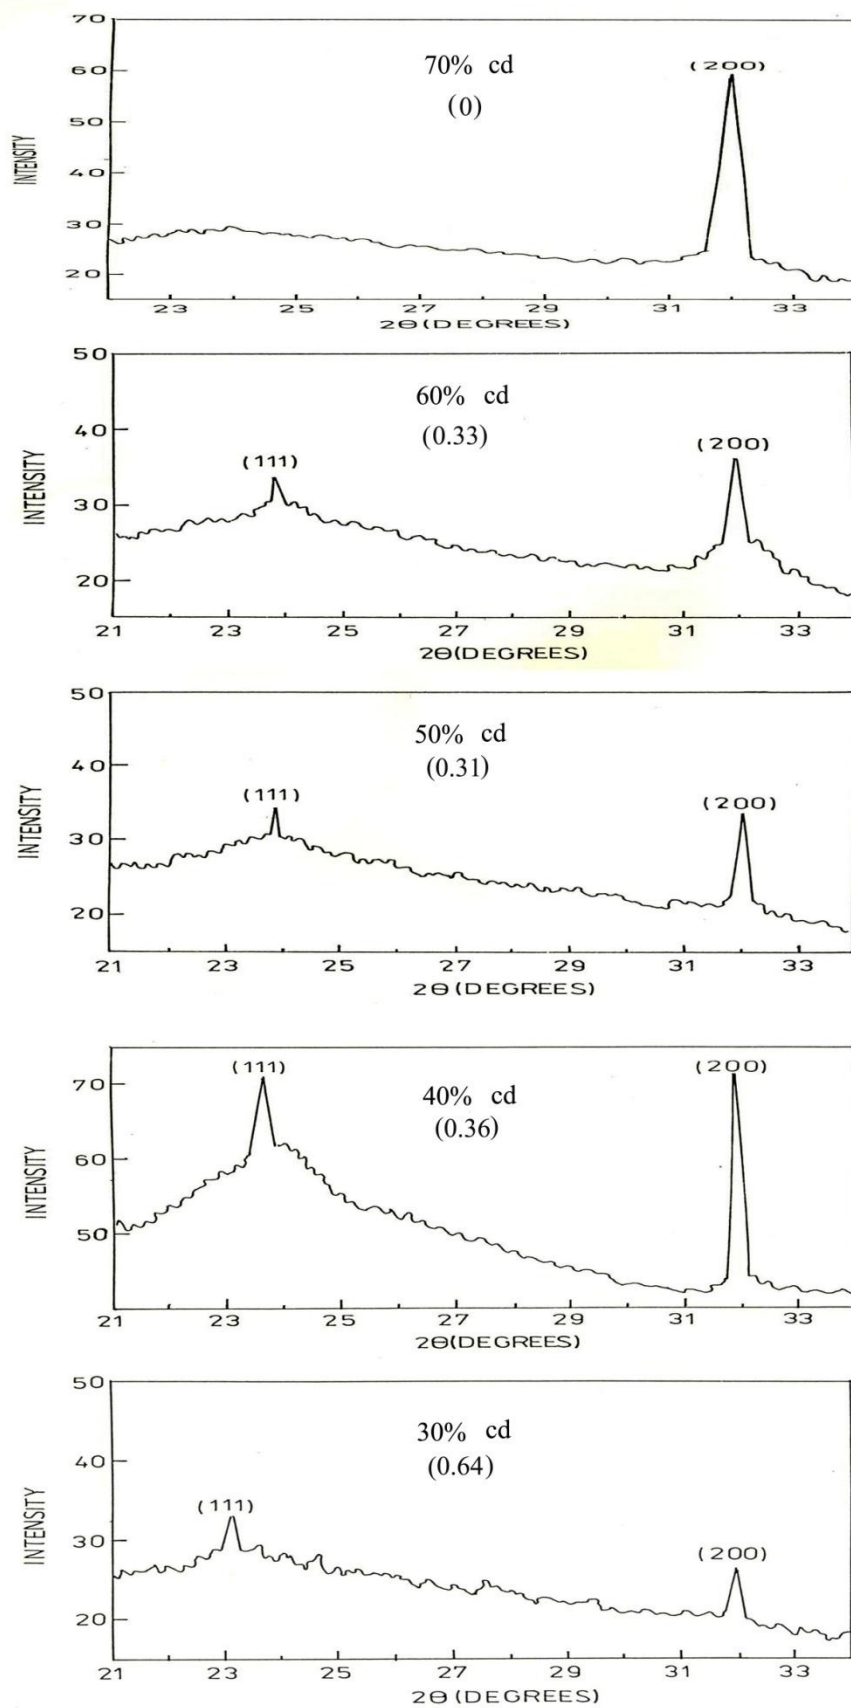 70
60
50
40
30
20
INTENSITY
70% cd
(0)
(200)
23 25 27 29 31 33
2θ(DEGREES)
50
40
30
20
INTENSITY
60% cd
(0.33)
(111)
(200)
21 23 25 27 29 31 33
2θ(DEGREES)
50
40
30
20
INTENSITY
50% cd
(0.31)
(111)
(200)
21 23 25 27 29 31 33
2θ(DEGREES)
70
60
50
INTENSITY
(111)
40% cd
(0.36)
(200)
21 23 25 27 29 31 33
2θ(DEGREES)
50
40
30
20
INTENSITY
30% cd
(0.64)
(111)
(200)
21 23 25 27 29 31 33
2θ(DEGREES)